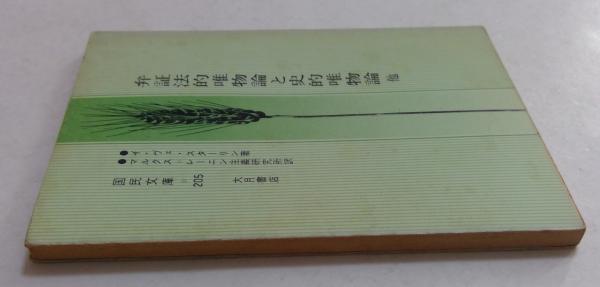 弁証法的唯物論と史的唯物論 他
●イ・ヴェ・スターリン著
●マルクス=レーニン主義研究所訳
国民文庫 205 大月書店